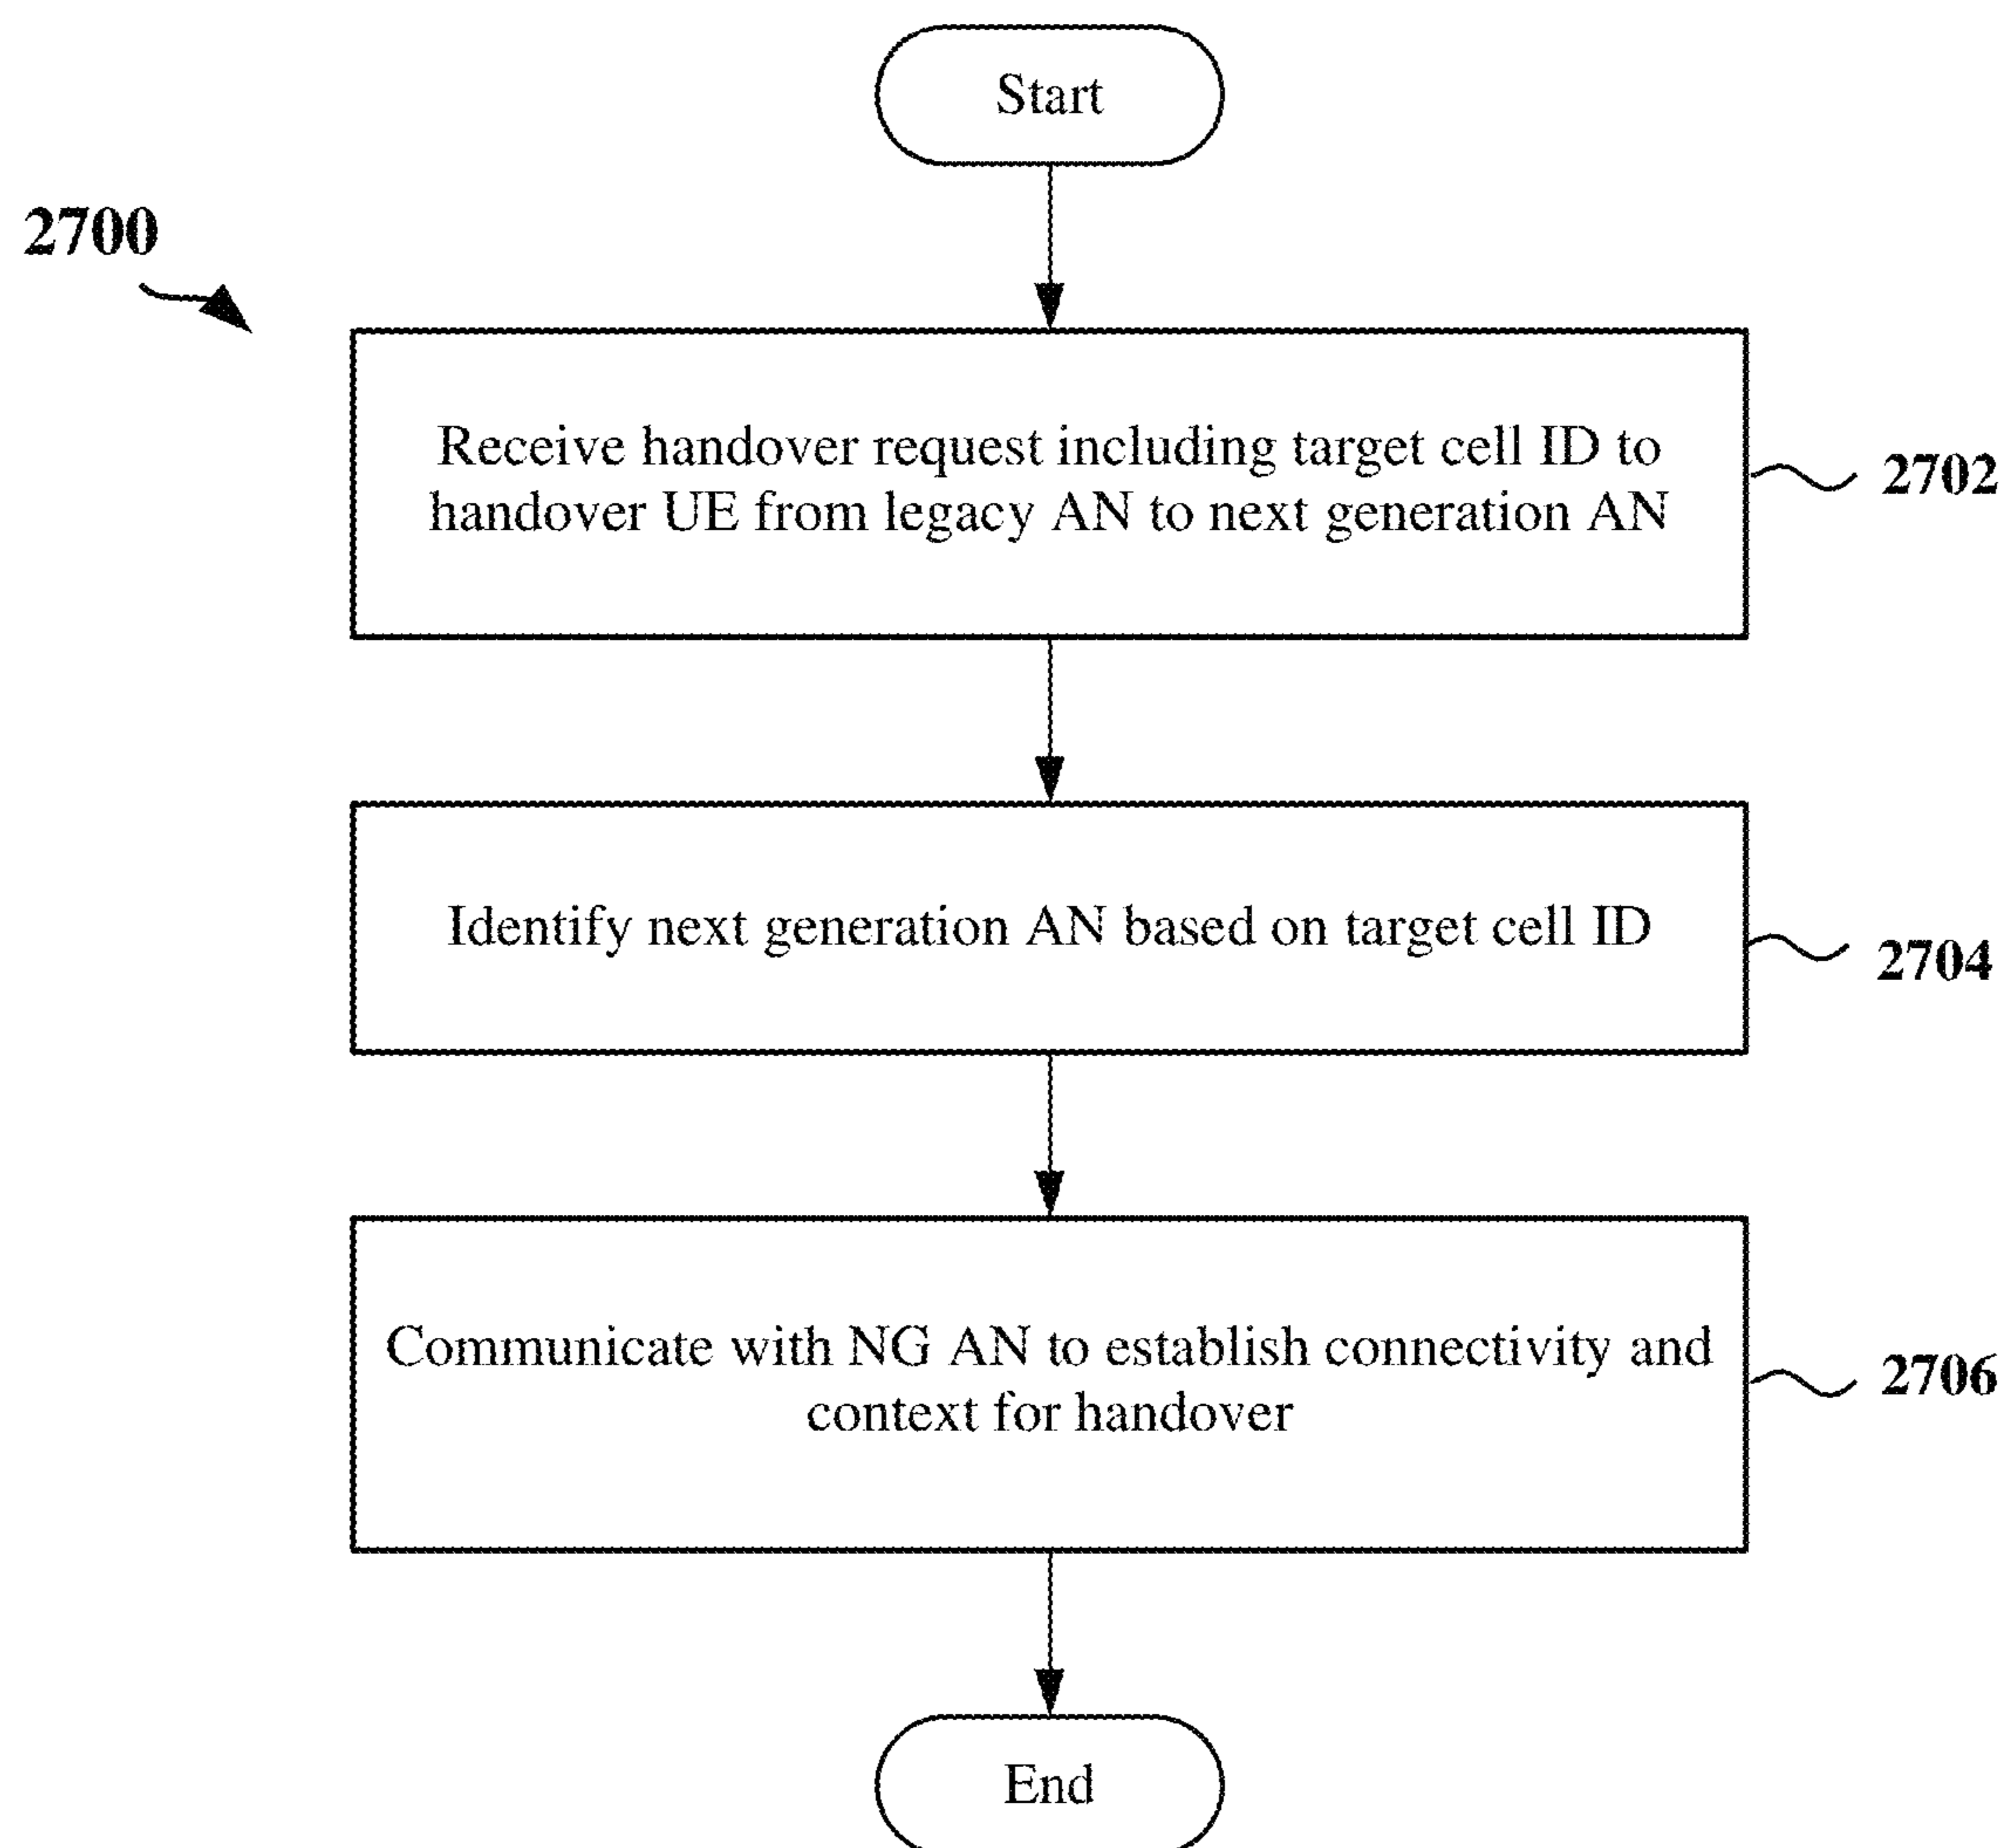 Start
2700
Receive handover request including target cell ID to
handover UE from legacy AN to next generation AN
2702
Identify next generation AN based on target cell ID
2704
Communicate with NG AN to establish connectivity and
context for handover
2706
End